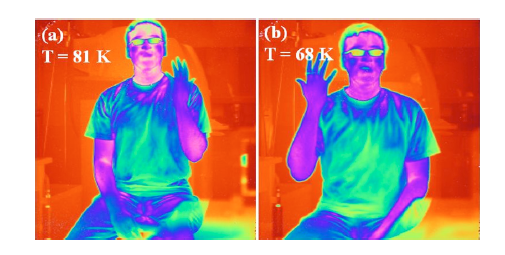 (a)
T = 81 K
(b)
T = 68 K